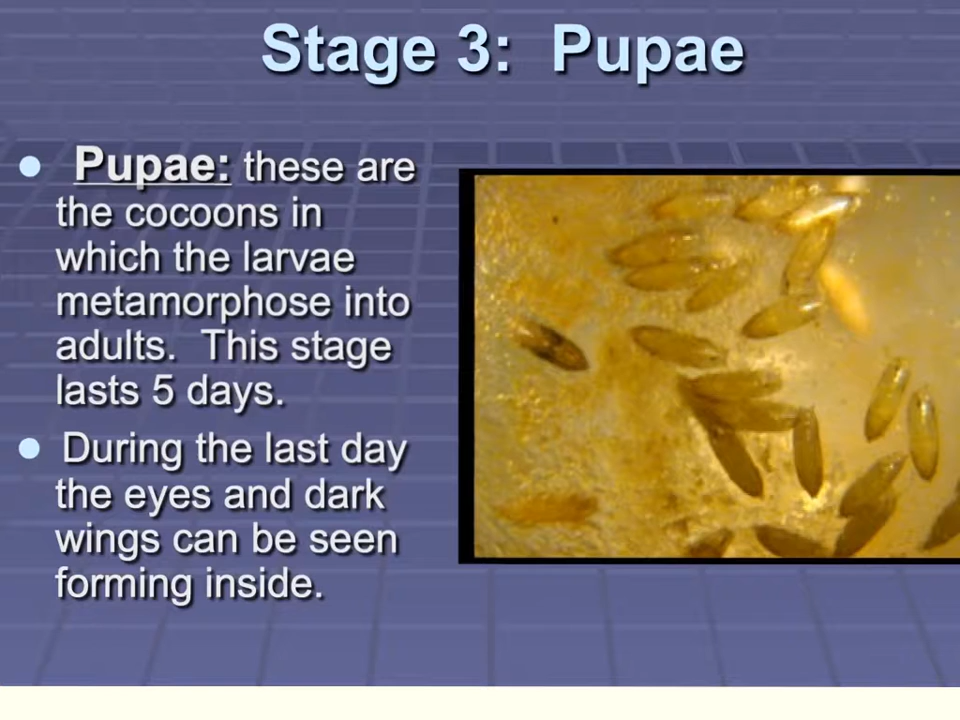 Stage 3:  Pupae
Pupae: these are
the cocoons in
which the larvae
metamorphose into
adults.  This stage
lasts 5 days.
During the last day
the eyes and dark
wings can be seen
forming inside.